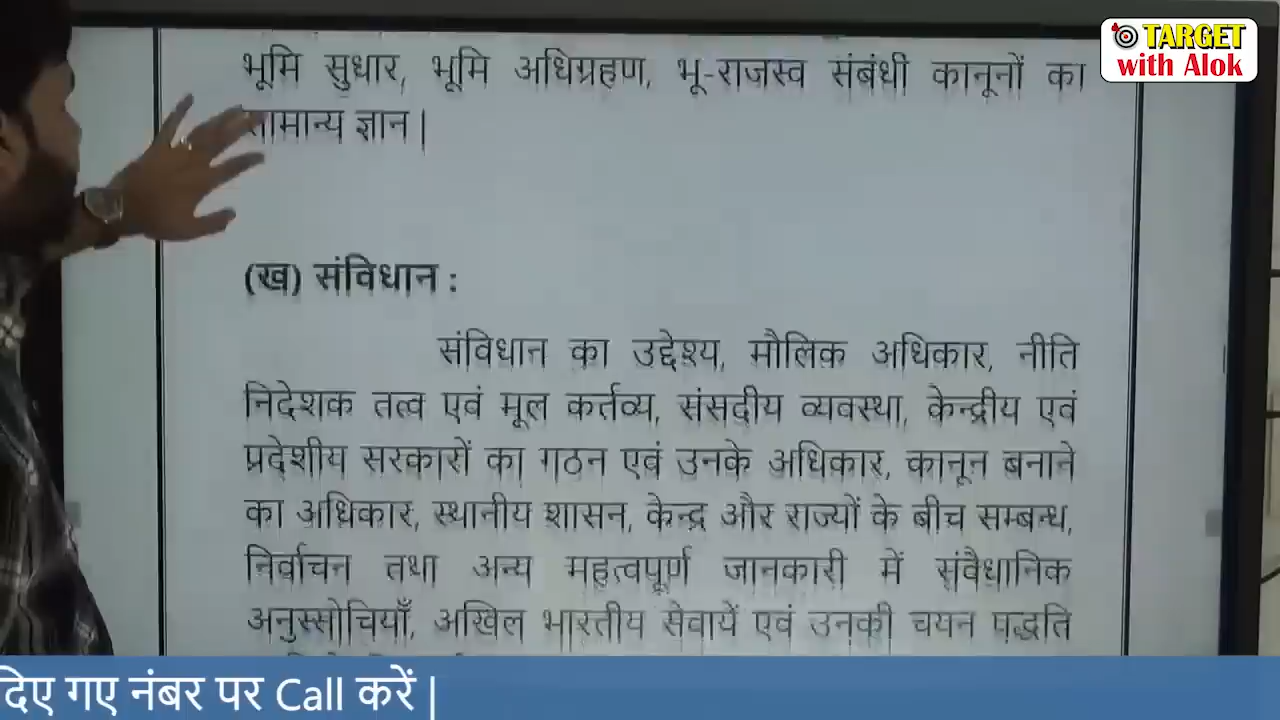 TARGET
with Alok
भूमि सुधार, भूमि अधिग्रहण, भू-राजस्व संबंधी कानूनों का
सामान्य ज्ञान |
(ख) संविधान :
संविधान का उद्देश्य, मौलिक अधिकार, नीति
निदेशक तत्व एवं मूल कर्तव्य, संसदीय व्यवस्था, केन्द्रीय एवं
प्रदेशीय सरकारों का गठन एवं उनके अधिकार, कानून बनाने
का अधिकार, स्थानीय शासन, केन्द्र और राज्यों के बीच सम्बन्ध,
निर्वाचन तथा अन्य महत्वपूर्ण जानकारी में संवैधानिक
अनुस्सोचियाँ, अखिल भारतीय सेवायें एवं उनकी चयन पद्धति
दिए गए नंबर पर Call करें |